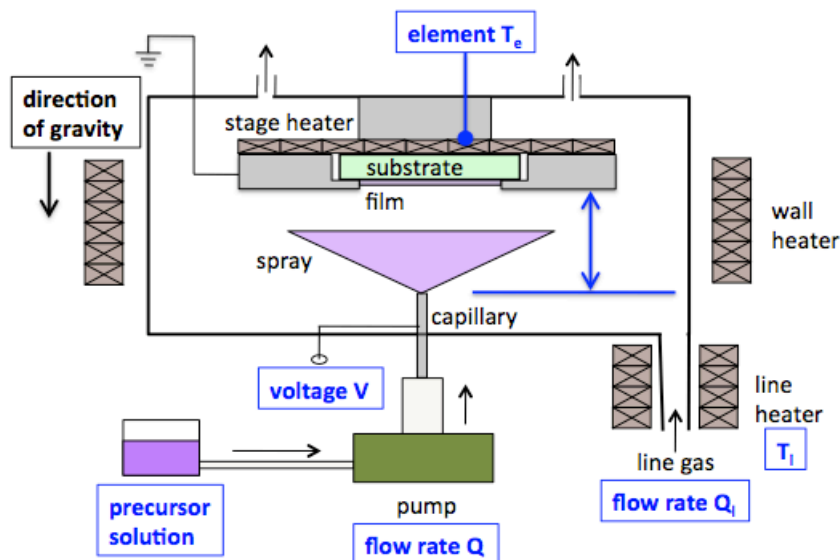 element Tₑ
direction
of gravity
stage heater
substrate
film
spray
wall
heater
capillary
voltage V
line
heater
Tₗ
line gas
flow rate Qₗ
precursor
solution
pump
flow rate Q